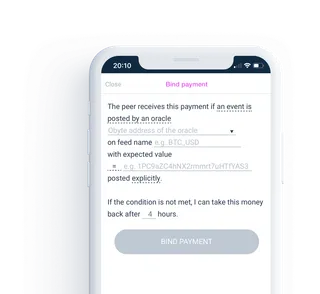 20:10
Close
Bind payment
The peer receives this payment if an event is
posted by an oracle
Obyte address of the oracle
on feed name e.g. BTC_USD
with expected value
= e.g. 1PC9sZC4hNX2rmmrt7uHTfYAS3
posted explicitly.
If the condition is not met, I can take this money
back after 4 hours.
BIND PAYMENT